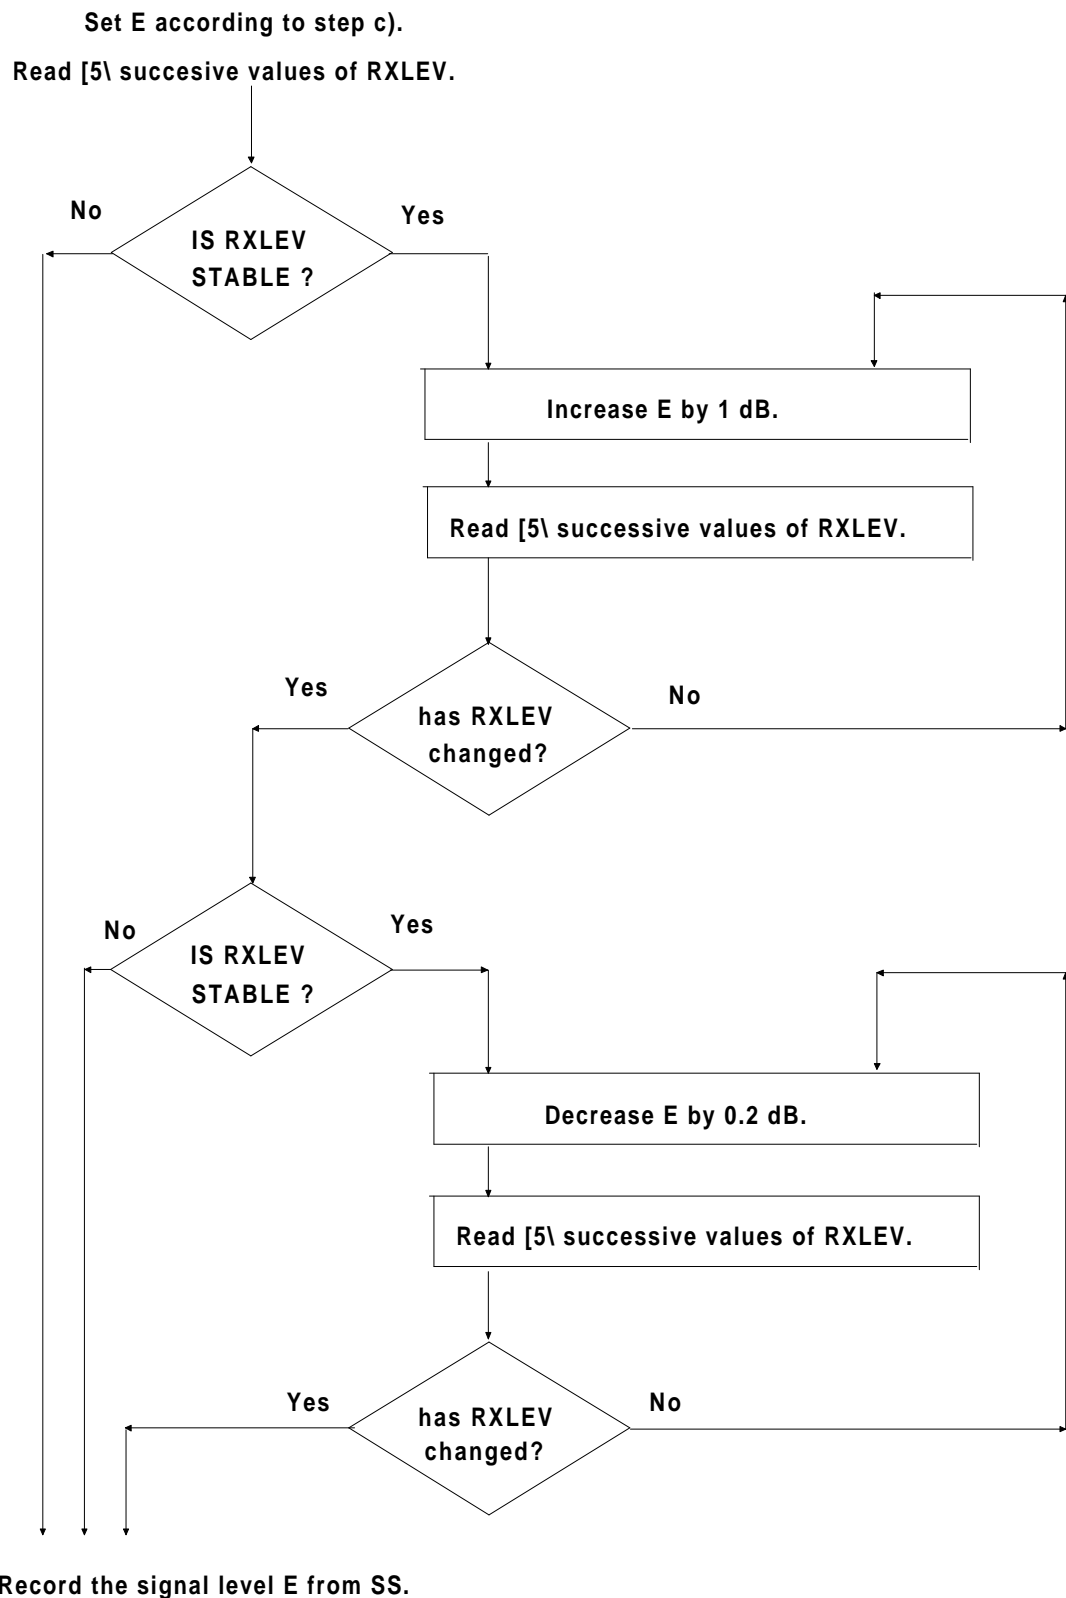 Set E according to step c).
Read [5\ succesive values of RXLEV.
No
Yes
IS RXLEV
STABLE ?
Increase E by 1 dB.
Read [5\ successive values of RXLEV.
Yes
No
has RXLEV
changed?
No
Yes
IS RXLEV
STABLE ?
Decrease E by 0.2 dB.
Read [5\ successive values of RXLEV.
Yes
No
has RXLEV
changed?
Record the signal level E from SS.